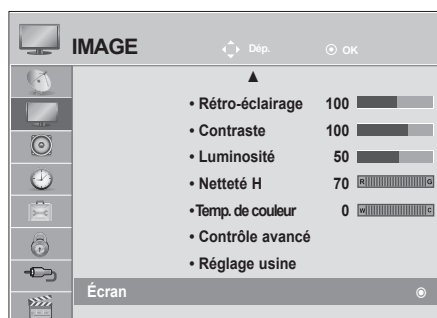 IMAGE Dép. OK
• Rétro-éclairage 100
• Contraste 100
• Luminosité 50
• Netteté H 70 R G
•Temp. de couleur 0 W C
• Contrôle avancé
• Réglage usine
Écran